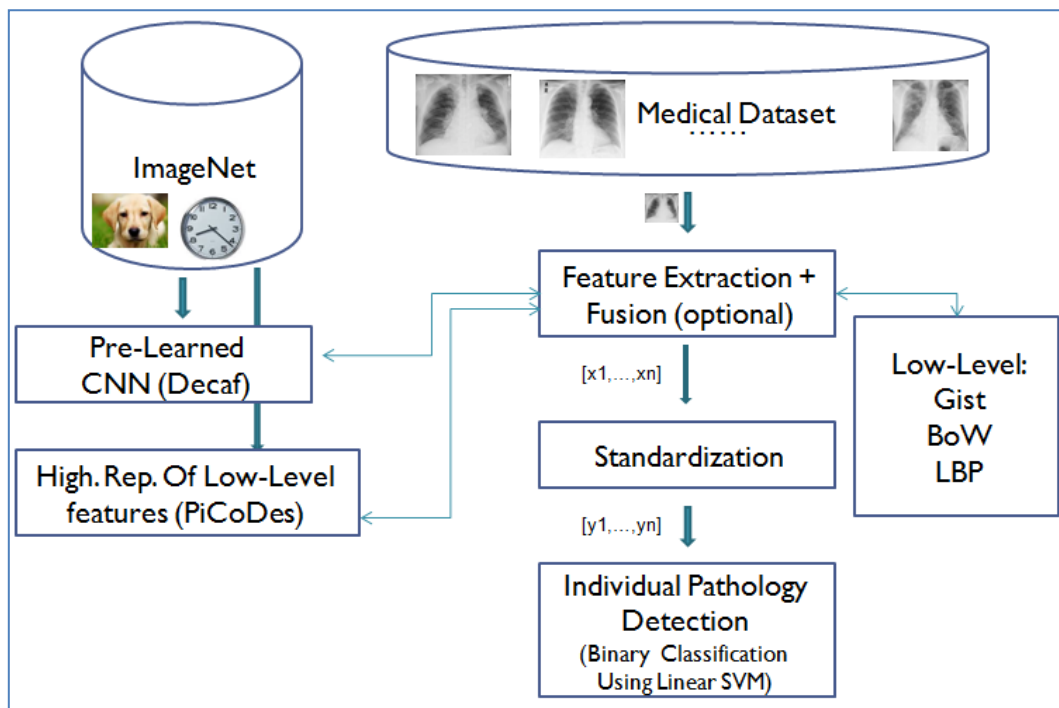 ImageNet
Medical Dataset
......
Feature Extraction +
Fusion (optional)
Pre-Learned
CNN (Decaf)
Low-Level:
Gist
BoW
LBP
[x1,...,xn]
Standardization
High. Rep. Of Low-Level
features (PiCoDes)
[y1,...,yn]
Individual Pathology
Detection
(Binary Classification
Using Linear SVM)